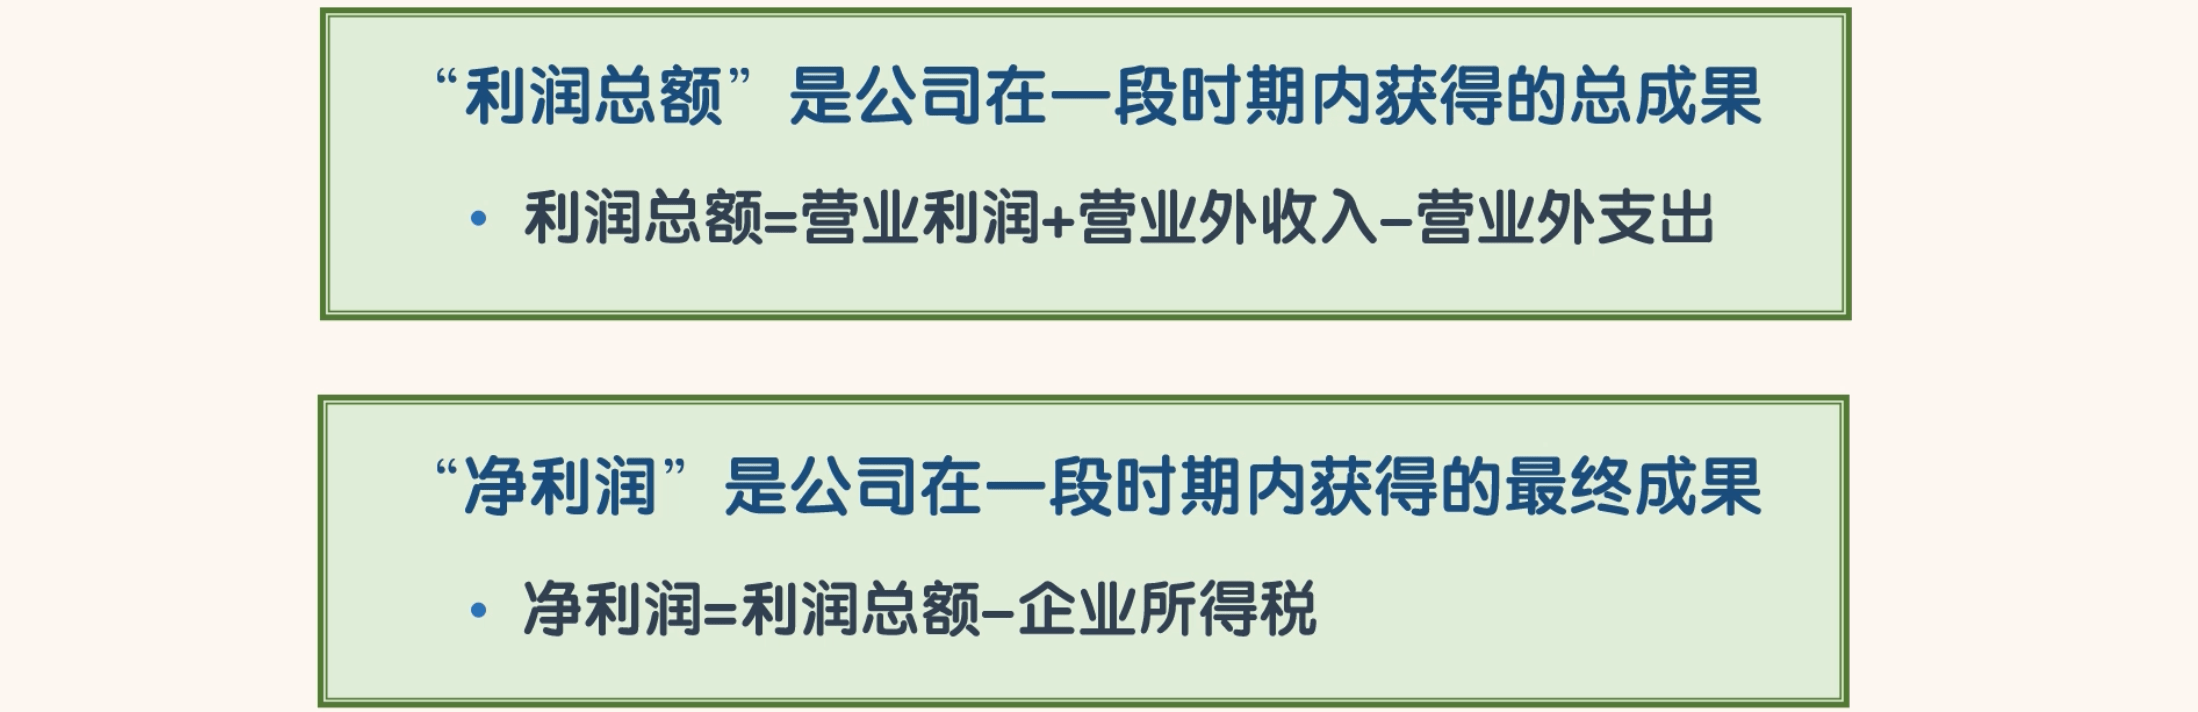 “利润总额”是公司在一段时期内获得的总成果
• 利润总额=营业利润+营业外收入-营业外支出
“净利润”是公司在一段时期内获得的最终成果
• 净利润=利润总额-企业所得税